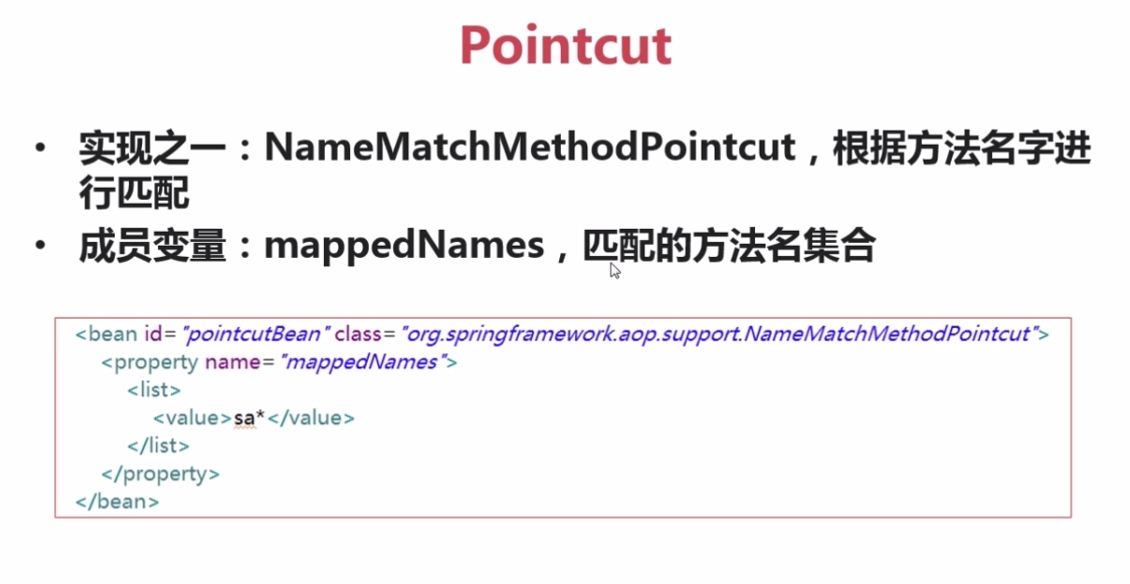 Pointcut
• 实现之一：NameMatchMethodPointcut，根据方法名字进
行匹配
• 成员变量：mappedNames，匹配的方法名集合
<bean id="pointcutBean" class="org.springframework.aop.support.NameMatchMethodPointcut">
<property name="mappedNames">
<list>
<value>sa*</value>
</list>
</property>
</bean>